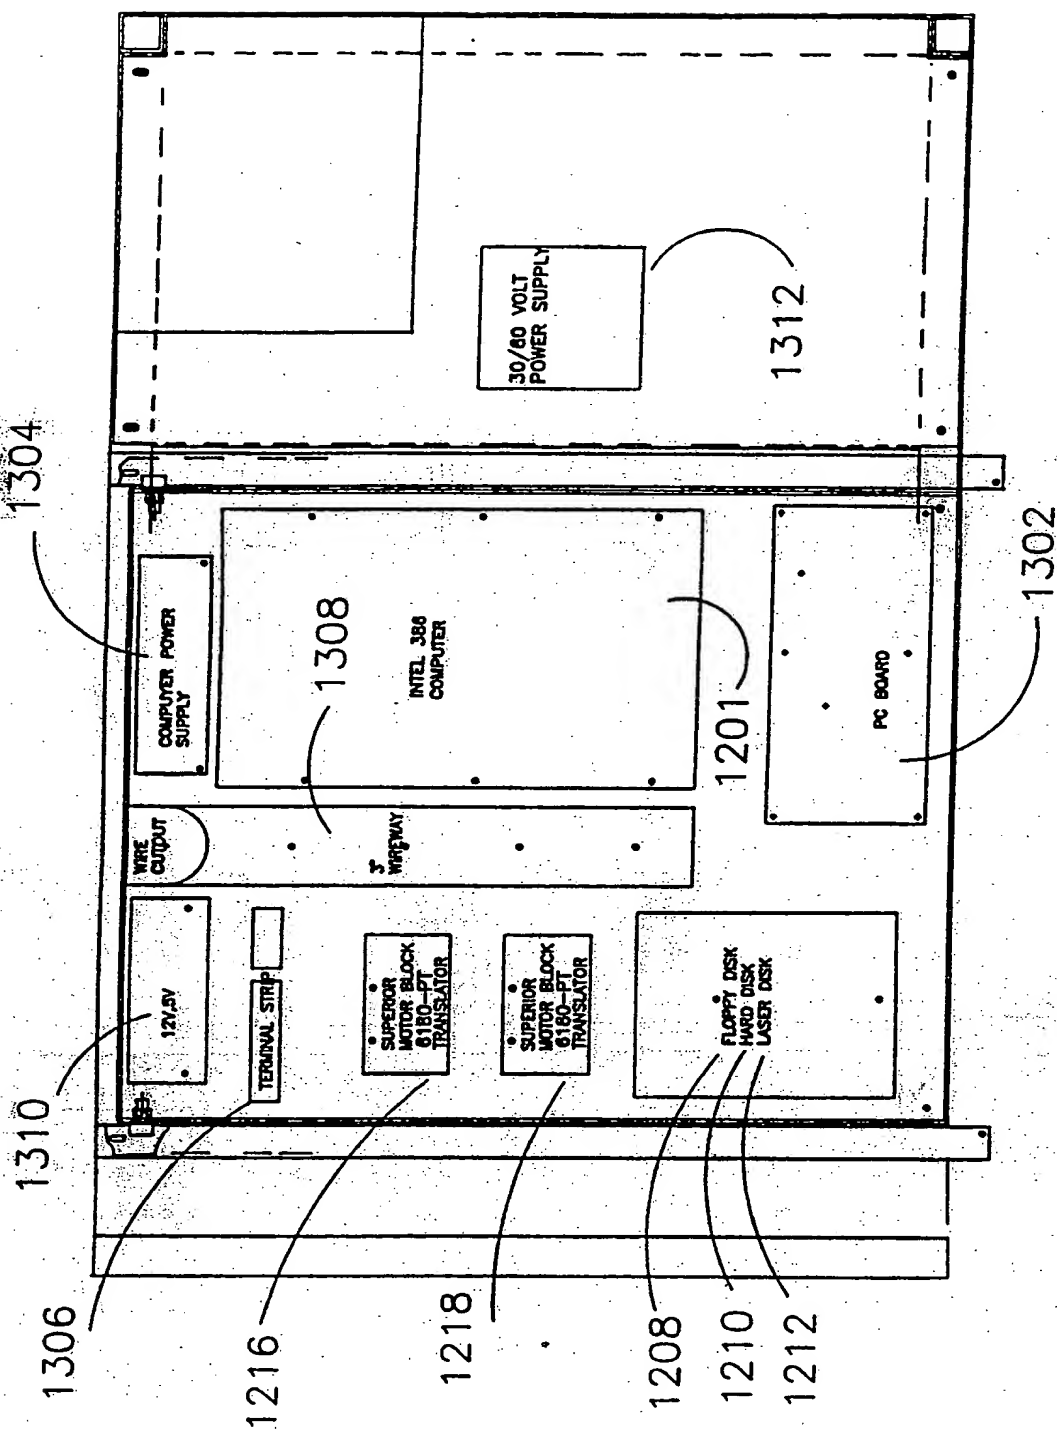 1306
1310
1304
1216
1218
1208
1210
1212
12V,5V
TERMINAL STRIP
WIRE
CUTOUT
3"
WIREWAY
1308
COMPUYER POWER
SUPPLY
SUPERIOR
MOTOR BLOCK
6180-PT
TRANSLATOR
SUPERIOR
MOTOR BLOCK
6180-PT
TRANSLATOR
INTEL 386
COMPUTER
30/60 VOLT
POWER SUPPLY
FLOPPY DISK
HARD DISK
LASER DISK
1201
1312
PC BOARD
1302